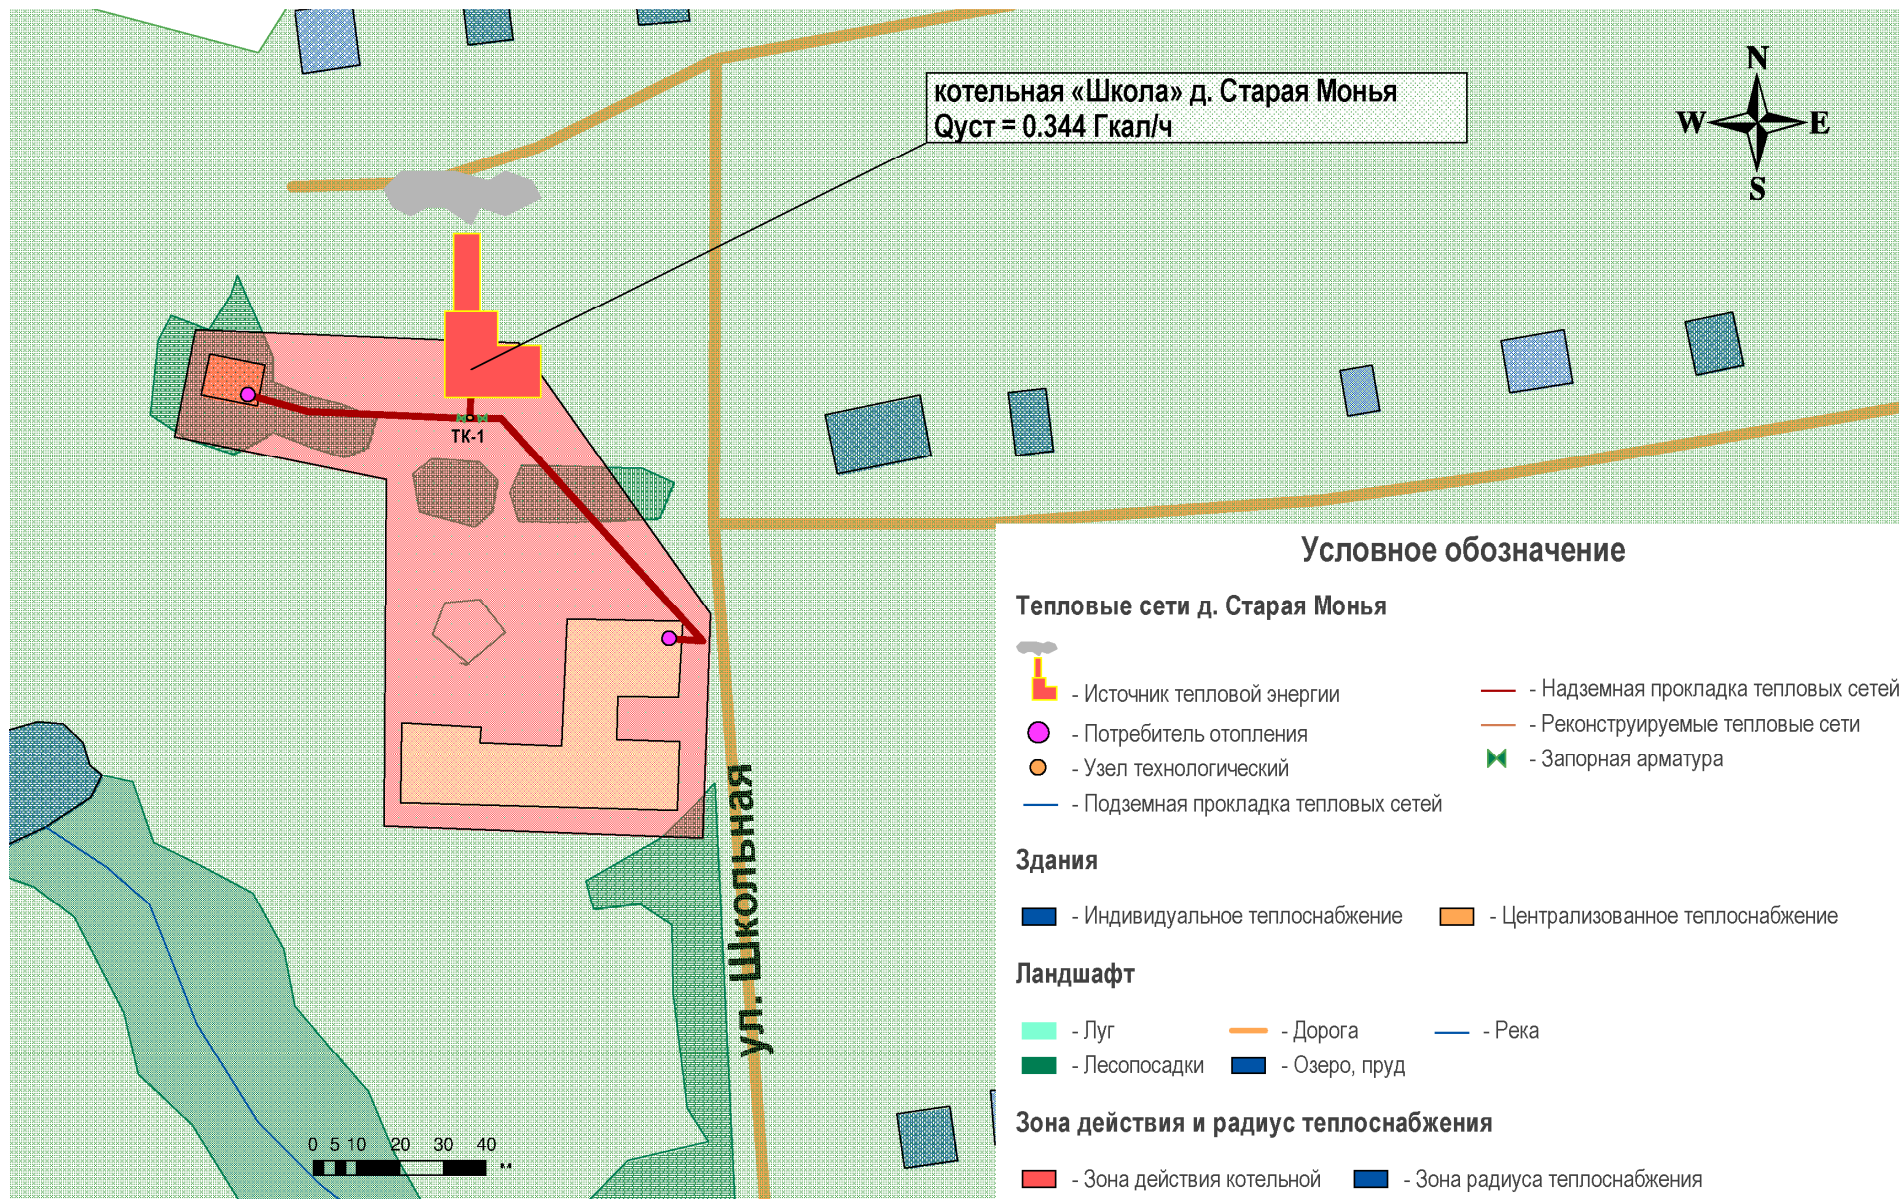 котельная «Школа» д. Старая Монья
Qуст = 0.344 Гкал/ч
N
W E
S
ТК-1
ул. Школьная
0 5 10 20 30 40
м
Условное обозначение
Тепловые сети д. Старая Монья
- Источник тепловой энергии
- Потребитель отопления
- Узел технологический
- Подземная прокладка тепловых сетей
- Надземная прокладка тепловых сетей
- Реконструируемые тепловые сети
- Запорная арматура
Здания
- Индивидуальное теплоснабжение - Централизованное теплоснабжение
Ландшафт
- Луг - Дорога - Река
- Лесопосадки - Озеро, пруд
Зона действия и радиус теплоснабжения
- Зона действия котельной - Зона радиуса теплоснабжения